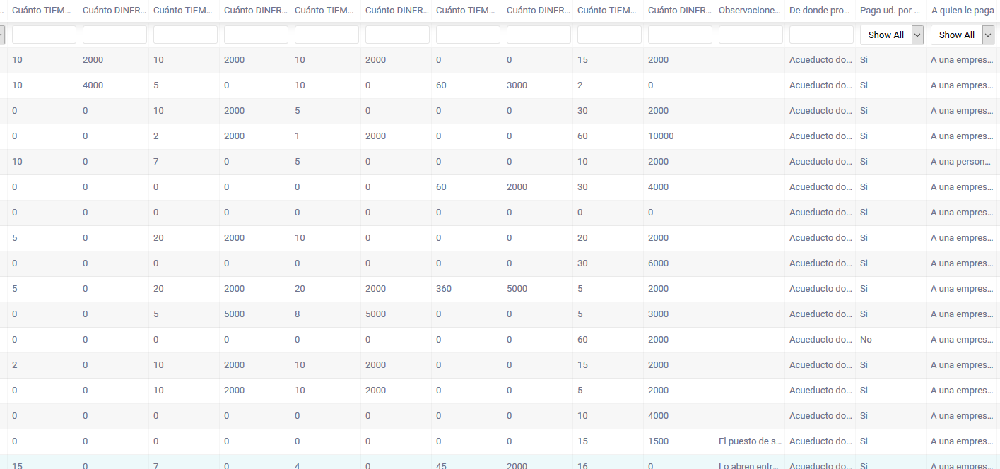 ... Cuánto TIEM... Cuánto DINER... Cuánto TIEM... Cuánto DINER... Cuánto TIEM... Cuánto DINER... Cuánto TIEM... Cuánto DINER... Cuánto TIEM... Cuánto DINER... Observacione... De donde pro... Paga ud. por ... A quien le paga
Show All Show All
10 2000 10 2000 10 2000 0 0 15 2000 Acueducto do... Si A una empres...
10 4000 5 0 10 0 60 3000 2 0 Acueducto do... Si A una empres...
0 0 10 2000 5 0 0 0 30 2000 Acueducto do... Si A una empres...
0 0 2 2000 1 2000 0 0 60 10000 Acueducto do... Si A una empres...
10 0 7 0 5 0 0 0 10 2000 Acueducto do... Si A una person...
0 0 0 0 0 0 60 2000 30 4000 Acueducto do... Si A una empres...
0 0 0 0 0 0 0 0 0 0 Acueducto do... Si A una empres...
5 0 20 2000 10 0 0 0 20 2000 Acueducto do... Si A una empres...
0 0 0 0 0 0 0 0 30 6000 Acueducto do... Si A una empres...
5 0 20 2000 20 2000 360 5000 5 2000 Acueducto do... Si A una empres...
0 0 5 5000 8 5000 0 0 5 3000 Acueducto do... Si A una empres...
0 0 0 0 0 0 0 0 60 2000 Acueducto do... No A una empres...
2 0 10 2000 10 2000 0 0 15 2000 Acueducto do... Si A una empres...
0 0 10 2000 10 2000 0 0 5 2000 Acueducto do... Si A una empres...
0 0 0 0 0 0 0 0 10 4000 Acueducto do... Si A una empres...
0 0 0 0 0 0 0 0 15 1500 El puesto de s... Acueducto do... Si A una empres...
15 0 7 0 4 0 45 2000 16 0 Lo abren entr... Acueducto do... Si A una empres...